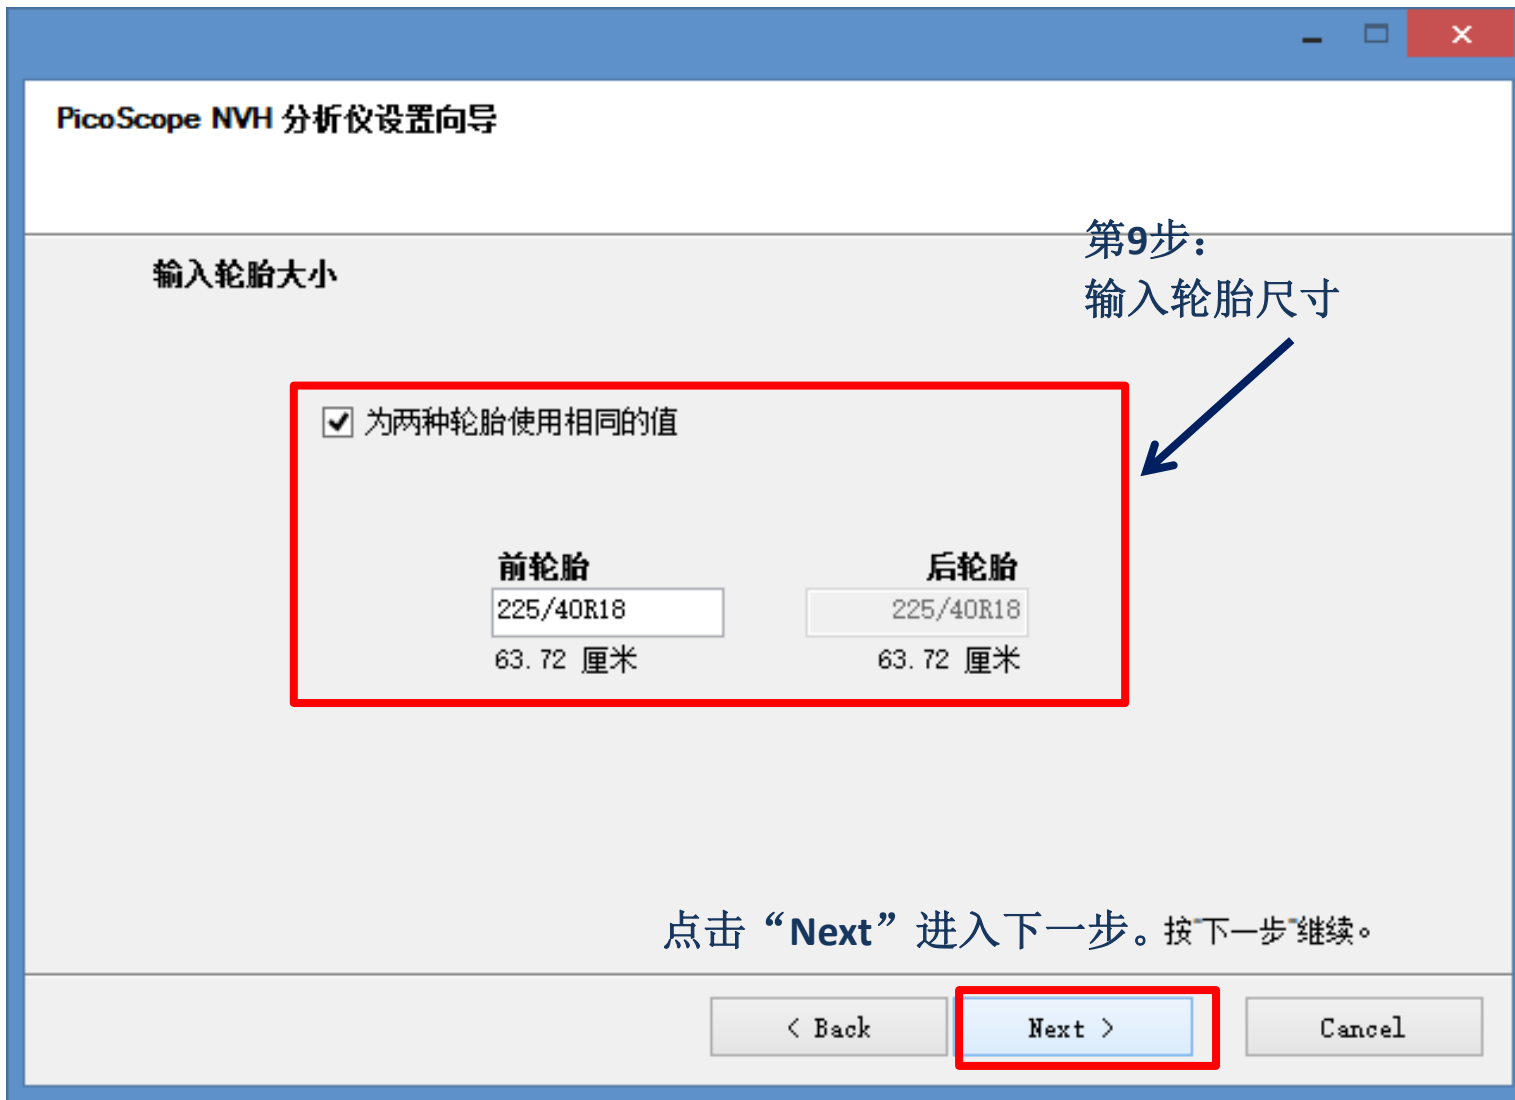 PicoScope NVH 分析仪设置向导
第9步：
输入轮胎大小
输入轮胎尺寸
为两种轮胎使用相同的值
前轮胎 后轮胎
225/40R18 225/40R18
63.72 厘米 63.72 厘米
点击“Next”进入下一步。按"下一步"继续。
< Back Next > Cancel